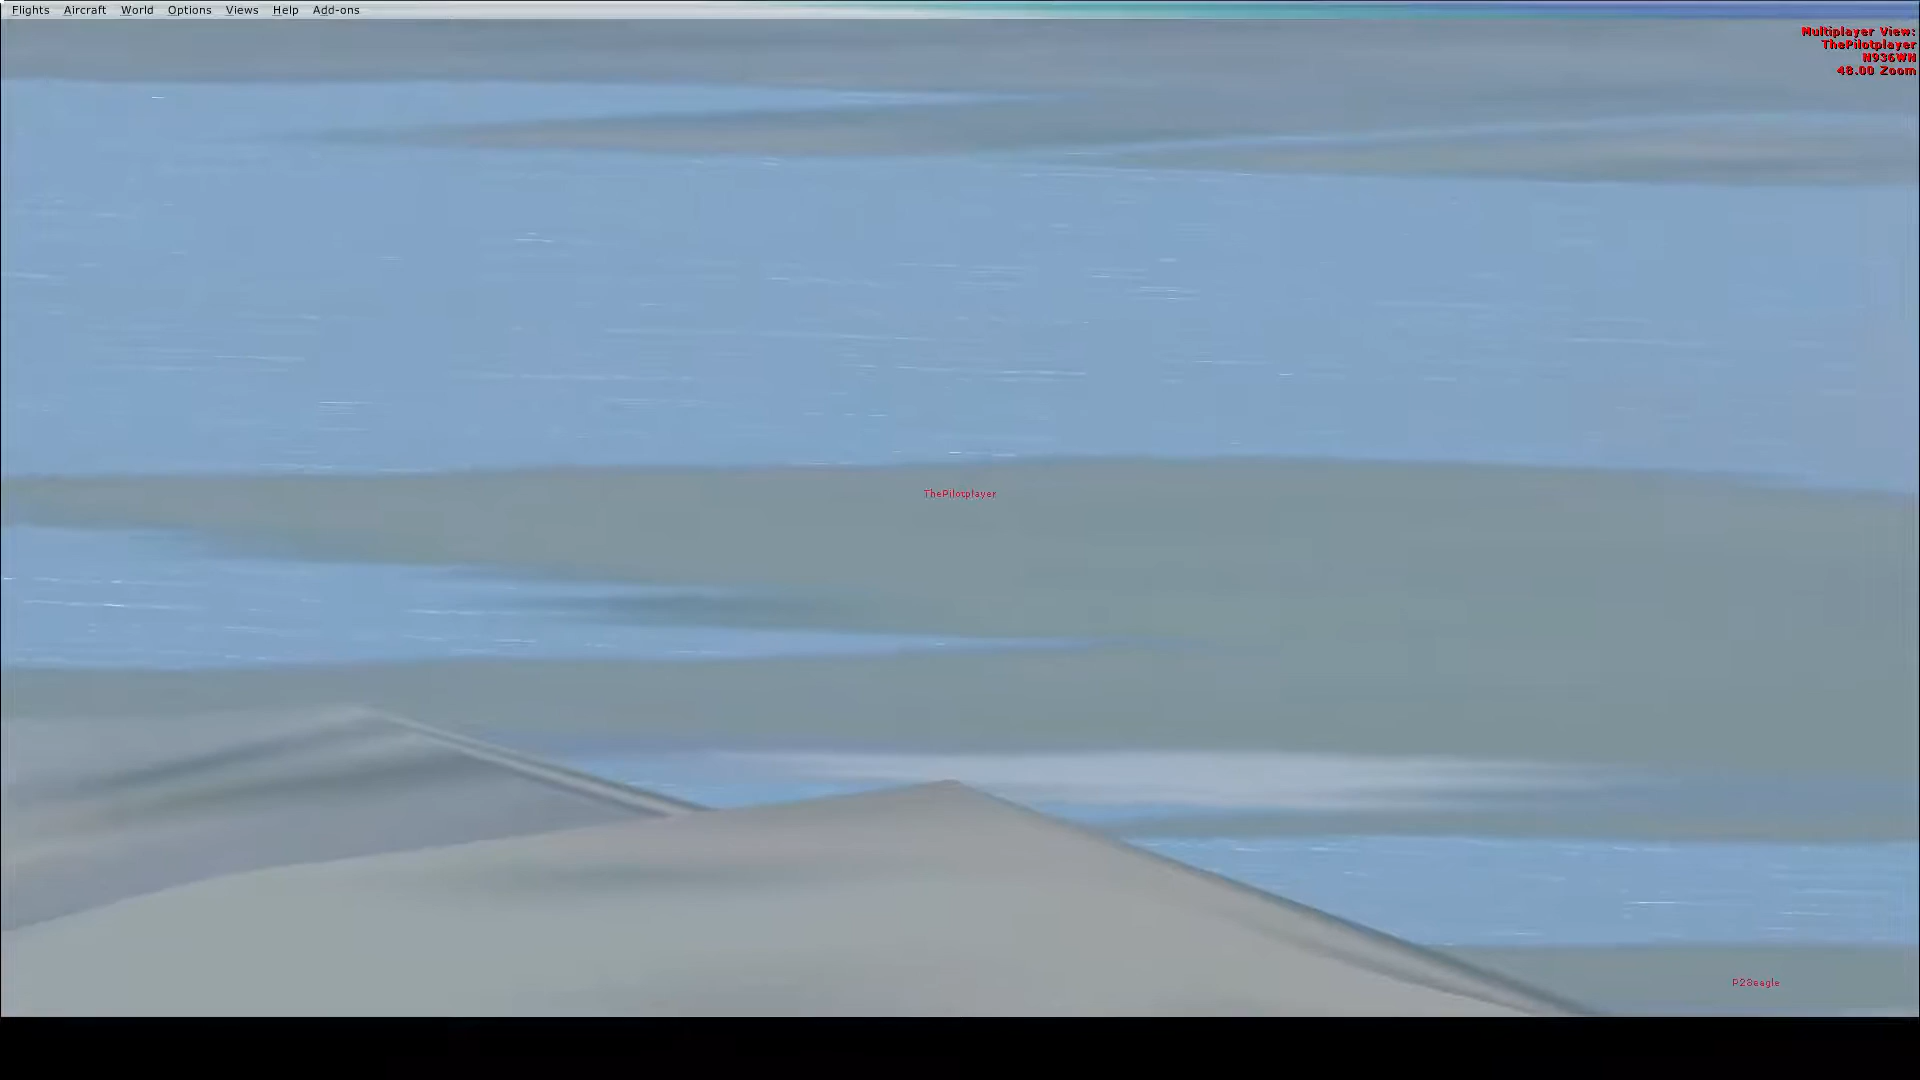 Flights Aircraft World Options Views Help Add-ons
Multiplayer View:
ThePilotplayer
N936WN
48.00 Zoom
ThePilotplayer
P28eagle